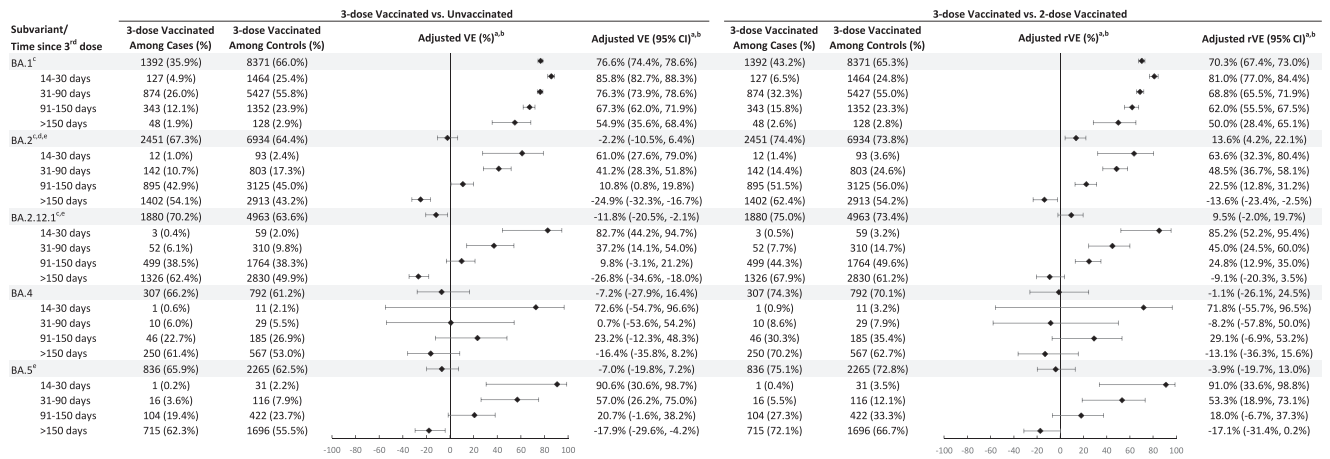 3-dose Vaccinated vs. Unvaccinated 3-dose Vaccinated vs. 2-dose Vaccinated
Subvariant/ 3-dose Vaccinated 3-dose Vaccinated Adjusted VE (%)a,b Adjusted VE (95% CI)a,b 3-dose Vaccinated 3-dose Vaccinated Adjusted rVE (%)a,b Adjusted rVE (95% CI)a,b
Time since 3rd dose Among Cases (%) Among Controls (%) Among Cases (%) Among Controls (%)
BA.1c 1392 (35.9%) 8371 (66.0%) 76.6% (74.4%, 78.6%) 1392 (43.2%) 8371 (65.3%) 70.3% (67.4%, 73.0%)
14-30 days 127 (4.9%) 1464 (25.4%) 85.8% (82.7%, 88.3%) 127 (6.5%) 1464 (24.8%) 81.0% (77.0%, 84.4%)
31-90 days 874 (26.0%) 5427 (55.8%) 76.3% (73.9%, 78.6%) 874 (32.3%) 5427 (55.0%) 68.8% (65.5%, 71.9%)
91-150 days 343 (12.1%) 1352 (23.9%) 67.3% (62.0%, 71.9%) 343 (15.8%) 1352 (23.3%) 62.0% (55.5%, 67.5%)
>150 days 48 (1.9%) 128 (2.9%) 54.9% (35.6%, 68.4%) 48 (2.6%) 128 (2.8%) 50.0% (28.4%, 65.1%)
BA.2c,d,e 2451 (67.3%) 6934 (64.4%) -2.2% (-10.5%, 6.4%) 2451 (74.4%) 6934 (73.8%) 13.6% (4.2%, 22.1%)
14-30 days 12 (1.0%) 93 (2.4%) 61.0% (27.6%, 79.0%) 12 (1.4%) 93 (3.6%) 63.6% (32.3%, 80.4%)
31-90 days 142 (10.7%) 803 (17.3%) 41.2% (28.3%, 51.8%) 142 (14.4%) 803 (24.6%) 48.5% (36.7%, 58.1%)
91-150 days 895 (42.9%) 3125 (45.0%) 10.8% (0.8%, 19.8%) 895 (51.5%) 3125 (56.0%) 22.5% (12.8%, 31.2%)
>150 days 1402 (54.1%) 2913 (43.2%) -24.9% (-32.3%, -16.7%) 1402 (62.4%) 2913 (54.2%) -13.6% (-23.4%, -2.5%)
BA.2.12.1c,e 1880 (70.2%) 4963 (63.6%) -11.8% (-20.5%, -2.1%) 1880 (75.0%) 4963 (73.4%) 9.5% (-2.0%, 19.7%)
14-30 days 3 (0.4%) 59 (2.0%) 82.7% (44.2%, 94.7%) 3 (0.5%) 59 (3.2%) 85.2% (52.2%, 95.4%)
31-90 days 52 (6.1%) 310 (9.8%) 37.2% (14.1%, 54.0%) 52 (7.7%) 310 (14.7%) 45.0% (24.5%, 60.0%)
91-150 days 499 (38.5%) 1764 (38.3%) 9.8% (-3.1%, 21.2%) 499 (44.3%) 1764 (49.6%) 24.8% (12.9%, 35.0%)
>150 days 1326 (62.4%) 2830 (49.9%) -26.8% (-34.6%, -18.0%) 1326 (67.9%) 2830 (61.2%) -9.1% (-20.3%, 3.5%)
BA.4 307 (66.2%) 792 (61.2%) -7.2% (-27.9%, 16.4%) 307 (74.3%) 792 (70.1%) -1.1% (-26.1%, 24.5%)
14-30 days 1 (0.6%) 11 (2.1%) 72.6% (-54.7%, 96.6%) 1 (0.9%) 11 (3.2%) 71.8% (-55.7%, 96.5%)
31-90 days 10 (6.0%) 29 (5.5%) 0.7% (-53.6%, 54.2%) 10 (8.6%) 29 (7.9%) -8.2% (-57.8%, 50.0%)
91-150 days 46 (22.7%) 185 (26.9%) 23.2% (-12.3%, 48.3%) 46 (30.3%) 185 (35.4%) 29.1% (-6.9%, 53.2%)
>150 days 250 (61.4%) 567 (53.0%) -16.4% (-35.8%, 8.2%) 250 (70.2%) 567 (62.7%) -13.1% (-36.3%, 15.6%)
BA.5e 836 (65.9%) 2265 (62.5%) -7.0% (-19.8%, 7.2%) 836 (75.1%) 2265 (72.8%) -3.9% (-19.7%, 13.0%)
14-30 days 1 (0.2%) 31 (2.2%) 90.6% (30.6%, 98.7%) 1 (0.4%) 31 (3.5%) 91.0% (33.6%, 98.8%)
31-90 days 16 (3.6%) 116 (7.9%) 57.0% (26.2%, 75.0%) 16 (5.5%) 116 (12.1%) 53.3% (18.9%, 73.1%)
91-150 days 104 (19.4%) 422 (23.7%) 20.7% (-1.6%, 38.2%) 104 (27.3%) 422 (33.3%) 18.0% (-6.7%, 37.3%)
>150 days 715 (62.3%) 1696 (55.5%) -17.9% (-29.6%, -4.2%) 715 (72.1%) 1696 (66.7%) -17.1% (-31.4%, 0.2%)
-100 -80 -60 -40 -20 0 20 40 60 80 100 -100 -80 -60 -40 -20 0 20 40 60 80 100